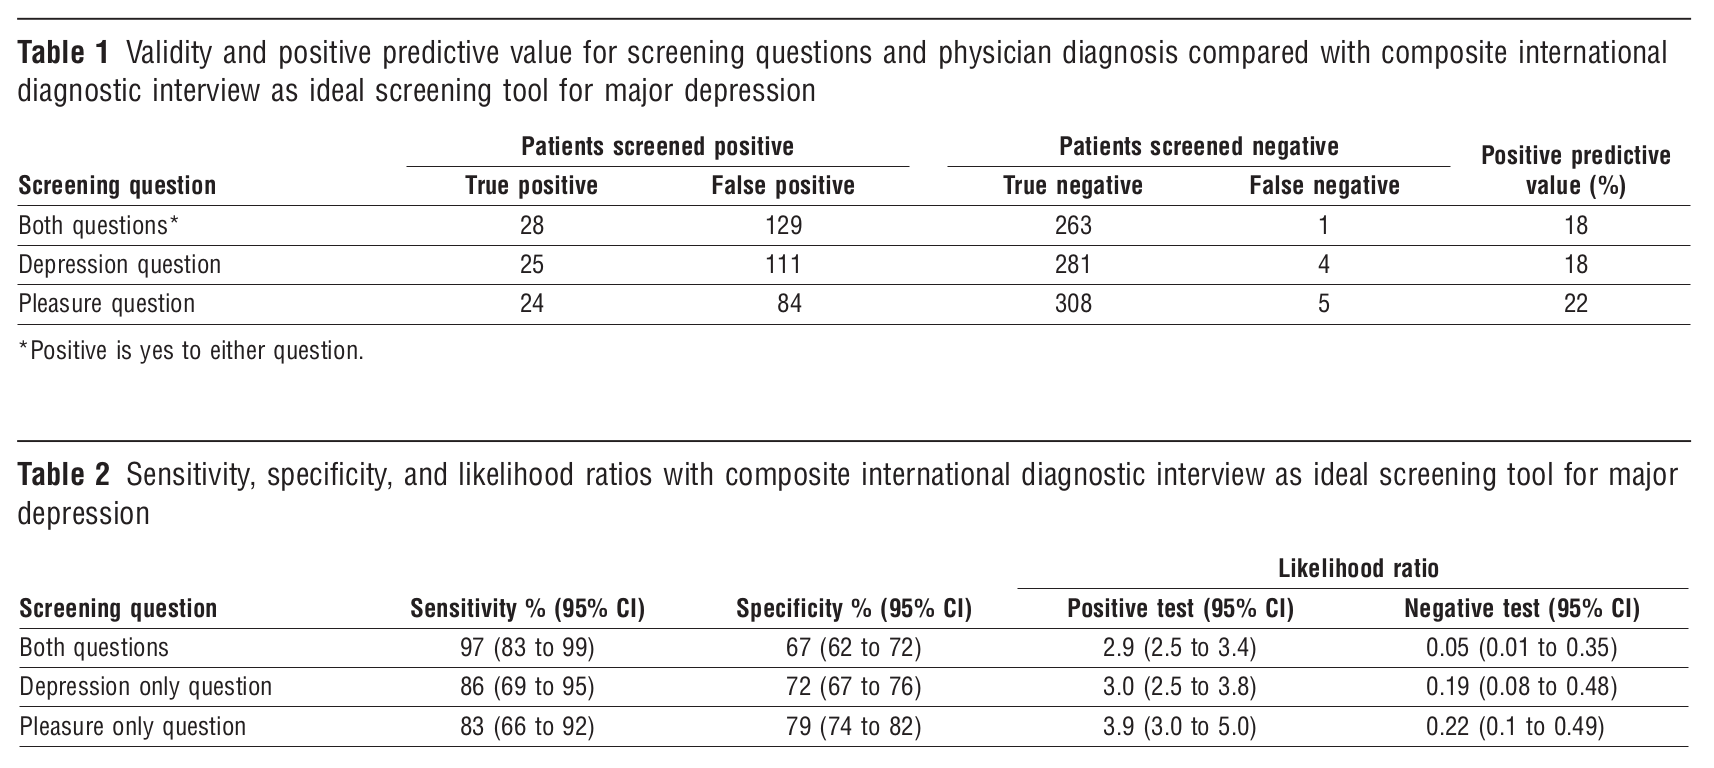 Table 1 Validity and positive predictive value for screening questions and physician diagnosis compared with composite international
diagnostic interview as ideal screening tool for major depression
Patients screened positive Patients screened negative Positive predictive
Screening question True positive False positive True negative False negative value (%)
Both questions* 28 129 263 1 18
Depression question 25 111 281 4 18
Pleasure question 24 84 308 5 22
*Positive is yes to either question.
Table 2 Sensitivity, specificity, and likelihood ratios with composite international diagnostic interview as ideal screening tool for major
depression
Likelihood ratio
Screening question Sensitivity % (95% CI) Specificity % (95% CI) Positive test (95% CI) Negative test (95% CI)
Both questions 97 (83 to 99) 67 (62 to 72) 2.9 (2.5 to 3.4) 0.05 (0.01 to 0.35)
Depression only question 86 (69 to 95) 72 (67 to 76) 3.0 (2.5 to 3.8) 0.19 (0.08 to 0.48)
Pleasure only question 83 (66 to 92) 79 (74 to 82) 3.9 (3.0 to 5.0) 0.22 (0.1 to 0.49)